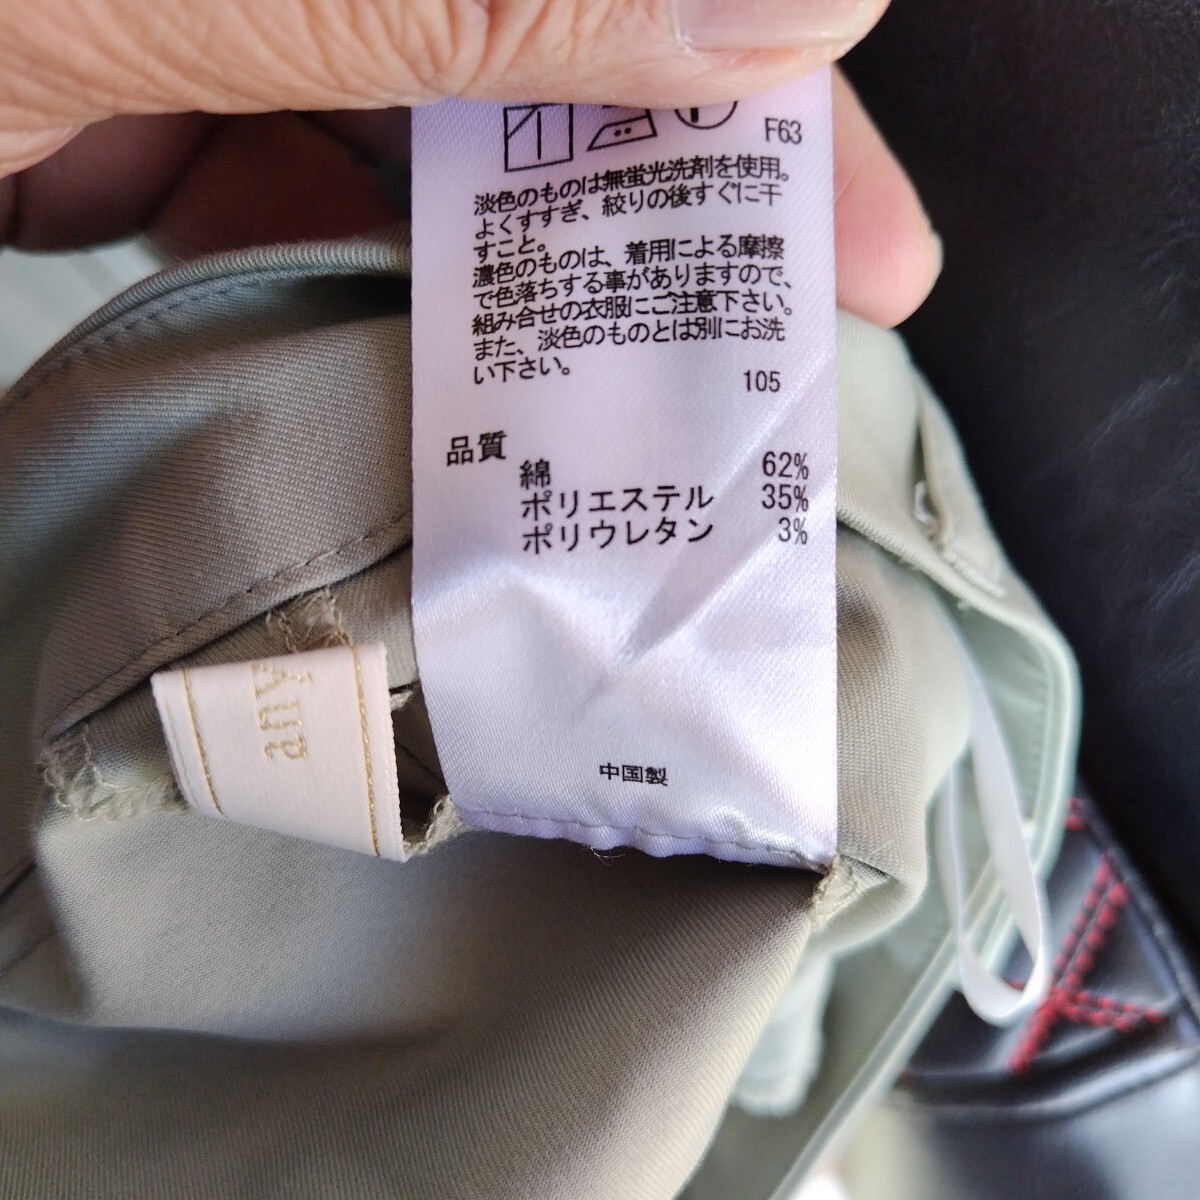 F63
淡色のものは無蛍光洗剤を使用。
よくすすぎ、絞りの後すぐに干
すこと。
濃色のものは、着用による摩擦
で色落ちする事がありますので、
組み合せの衣服にご注意下さい。
また、淡色のものとは別にお洗
い下さい。
105
品質
綿 62%
ポリエステル 35%
ポリウレタン 3%
中国製
any